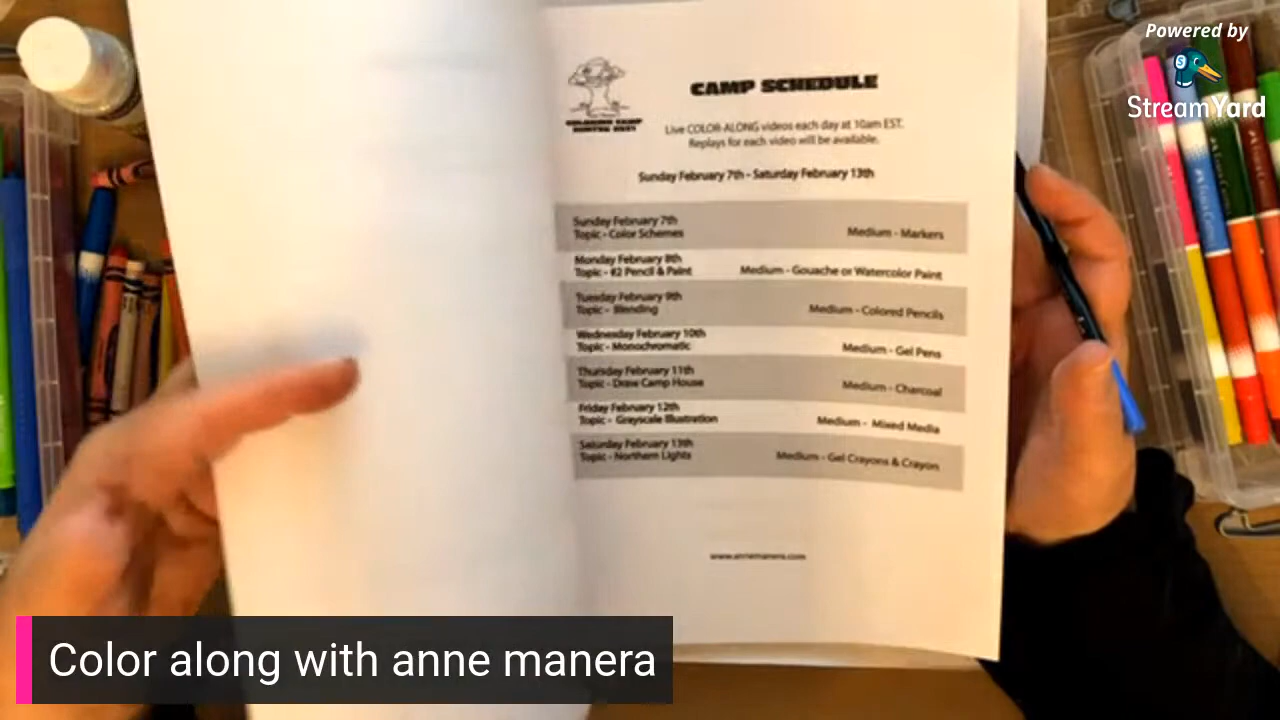 Powered by
StreamYard
CAMP SCHEDULE
COLORING CAMP
WINTER 2021
Live COLOR-ALONG videos each day at 10am EST.
Replays for each video will be available.
Sunday February 7th - Saturday February 13th
Sunday February 7th
Topic - Color Schemes Medium - Markers
Monday February 8th
Topic - #2 Pencil & Paint Medium - Gouache or Watercolor Paint
Tuesday February 9th
Topic - Blending Medium - Colored Pencils
Wednesday February 10th
Topic - Monochromatic Medium - Gel Pens
Thursday February 11th
Topic - Draw Camp House Medium - Charcoal
Friday February 12th
Topic - Grayscale Illustration Medium - Mixed Media
Saturday February 13th
Topic - Northern Lights Medium - Gel Crayons & Crayon
Color along with anne manera